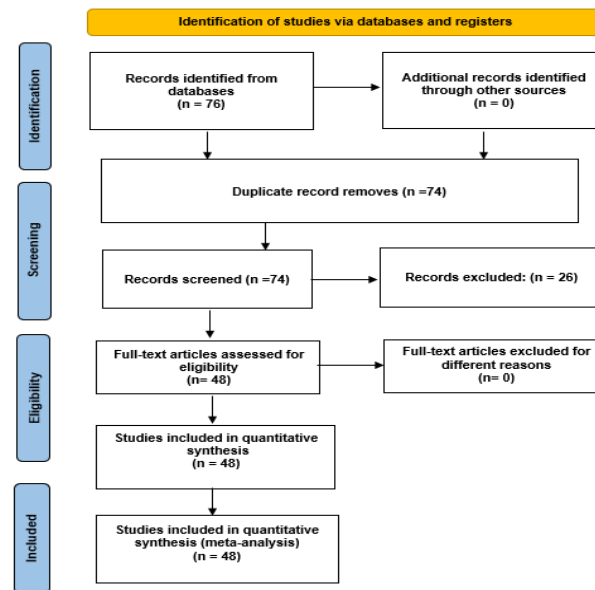 Identification of studies via databases and registers
Identification
Records identified from
databases
(n = 76)
Additional records identified
through other sources
(n = 0)
Duplicate record removes (n =74)
Screening
Records screened (n =74)
Records excluded: (n = 26)
Eligibility
Full-text articles assessed for
eligibility
(n= 48)
Full-text articles excluded for
different reasons
(n= 0)
Studies included in quantitative
synthesis
(n = 48)
Included
Studies included in quantitative
synthesis (meta-analysis)
(n = 48)